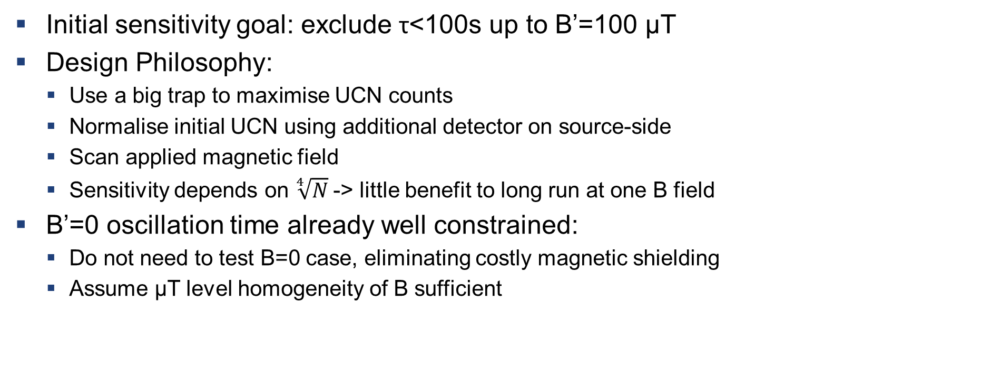 ▪ Initial sensitivity goal: exclude τ<100s up to B’=100 µT
▪ Design Philosophy:
▪ Use a big trap to maximise UCN counts
▪ Normalise initial UCN using additional detector on source-side
▪ Scan applied magnetic field
▪ Sensitivity depends on ∜N -> little benefit to long run at one B field
▪ B’=0 oscillation time already well constrained:
▪ Do not need to test B=0 case, eliminating costly magnetic shielding
▪ Assume µT level homogeneity of B sufficient